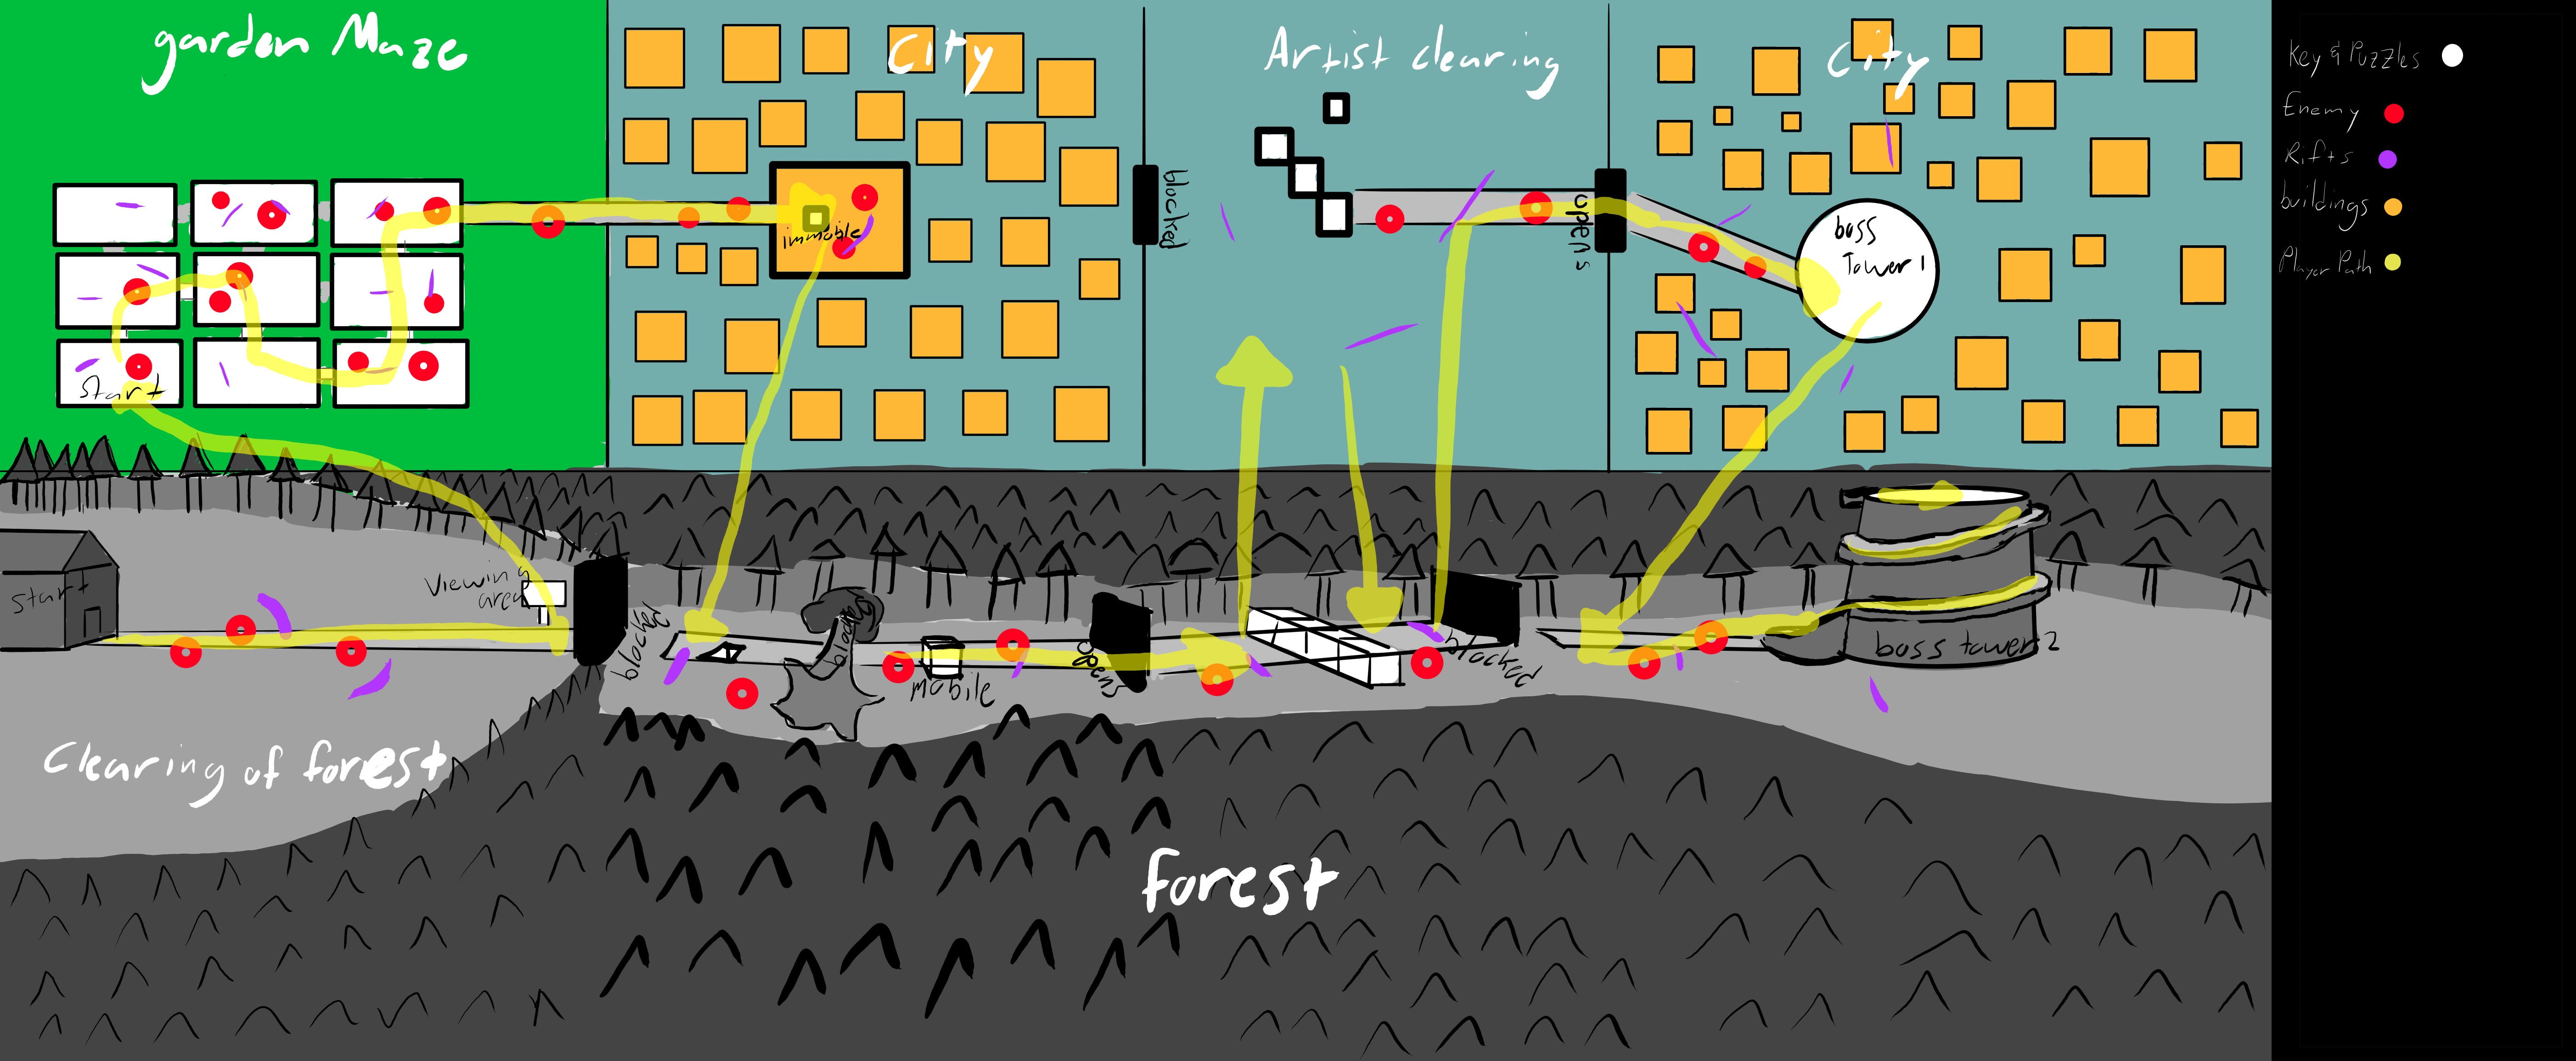 garden Maze
City
Artist clearing
City
Key & Puzzles
Enemy
Rifts
buildings
Player Path
Start
immobile
blocked
opens
boss
Tower 1
start
Viewing
area
blocked
blocked
mobile
opens
blocked
boss tower 2
Clearing of forest
forest